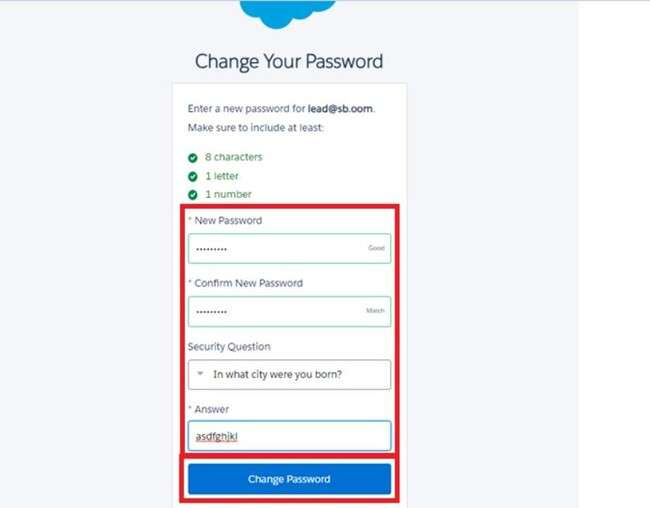 Change Your Password
Enter a new password for lead@sb.oom.
Make sure to include at least:
8 characters
1 letter
1 number
* New Password
•••••••••
Good
* Confirm New Password
•••••••••
Match
Security Question
In what city were you born?
* Answer
asdfghjkl
Change Password